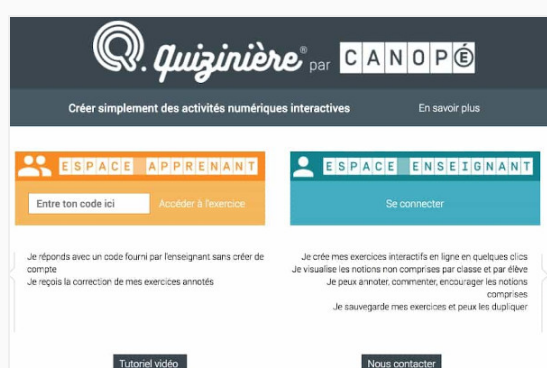 Q. Quizinière® par CANOPÉ
Créer simplement des activités numériques interactives
En savoir plus
ESPACE APPRENANT
Entre ton code ici
Accéder à l'exercice
Je réponds avec un code fourni par l'enseignant sans créer de
compte
Je reçois la correction de mes exercices annotés
Tutoriel vidéo
ESPACE ENSEIGNANT
Se connecter
Je crée mes exercices interactifs en ligne en quelques clics
Je visualise les notions non comprises par classe et par élève
Je peux annoter, commenter, encourager les notions
comprises
Je sauvegarde mes exercices et peux les dupliquer
Nous contacter